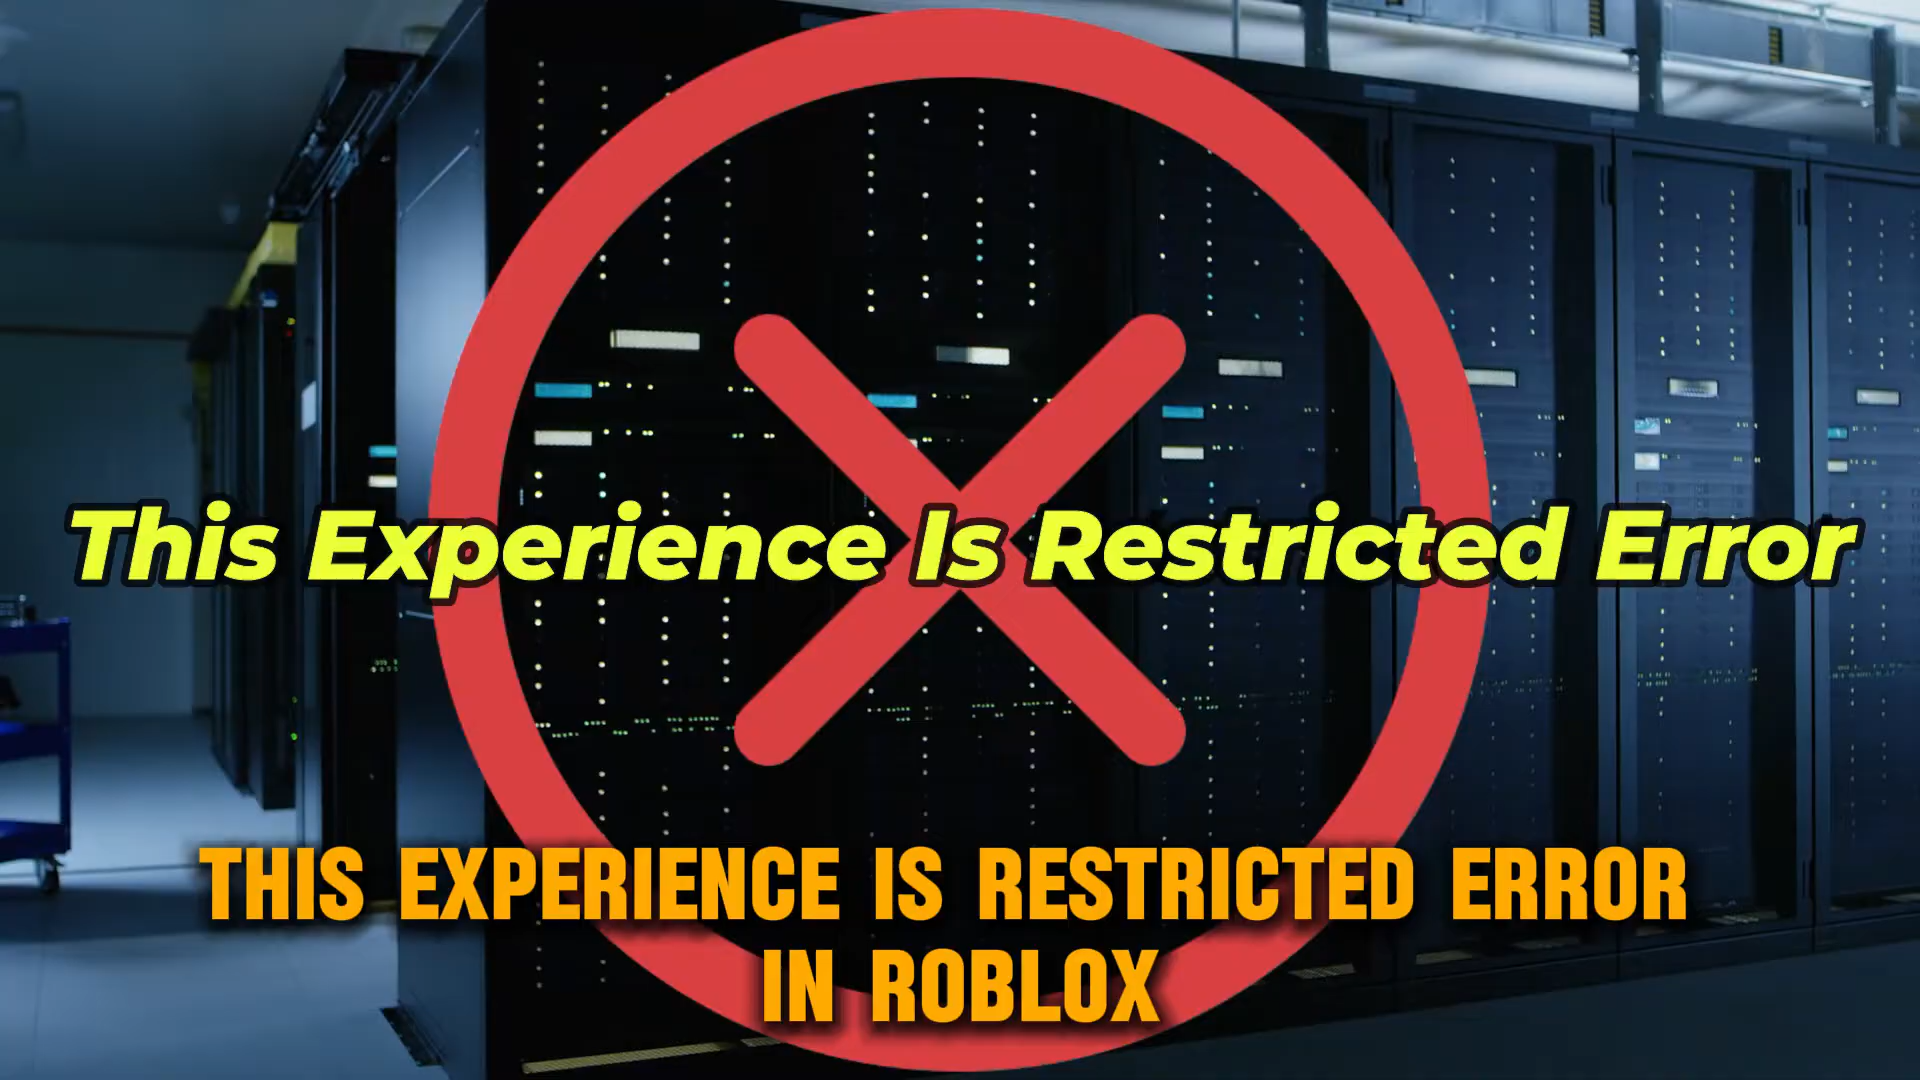 This Experience Is Restricted Error
THIS EXPERIENCE IS RESTRICTED ERROR
IN ROBLOX